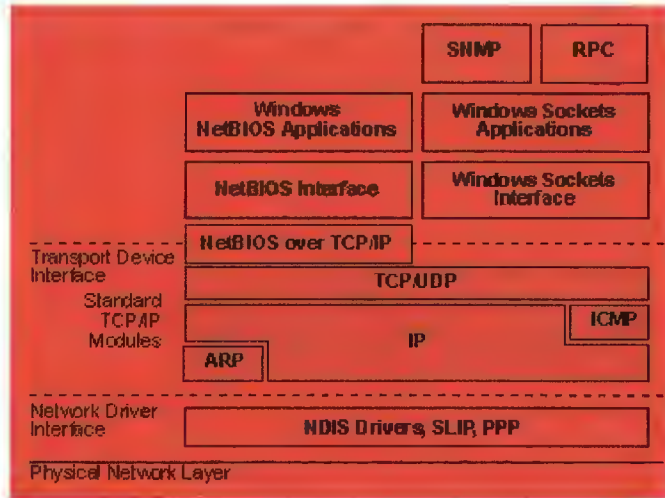 SNMP
RPC
Windows
NetBIOS Applications
Windows Sockets
Applications
NetBIOS Interface
Windows Sockets
Interface
NetBIOS over TCP/IP
Transport Device
Interface
TCP/UDP
Standard
TCP/IP
Modules
ICMP
IP
ARP
Network Driver
Interface
NDIS Drivers, SLIP, PPP
Physical Network Layer